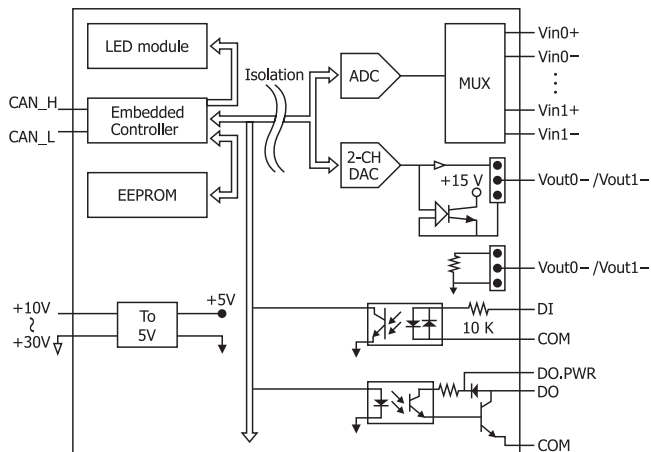 LED module
Isolation
CAN_H
CAN_L
Embedded
Controller
EEPROM
ADC
MUX
Vin0+
Vin0−
⋮
Vin1+
Vin1−
2-CH
DAC
+15 V
Vout0− /Vout1−
Vout0− /Vout1−
+10V
~
+30V
To
5V
+5V
10 K
DI
COM
DO.PWR
DO
COM